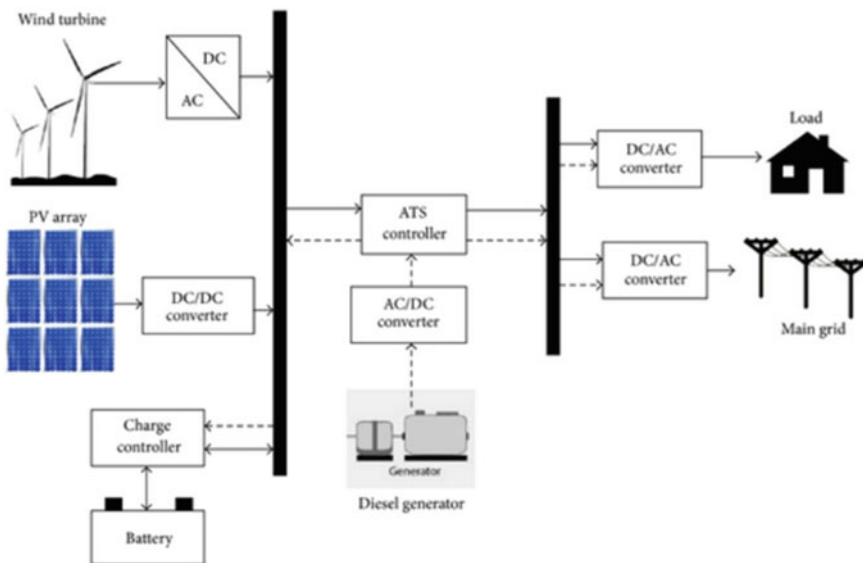 Wind turbine
DC
AC
PV array
DC/DC
converter
Charge
controller
Battery
ATS
controller
AC/DC
converter
Generator
Diesel generator
DC/AC
converter
Load
DC/AC
converter
Main grid